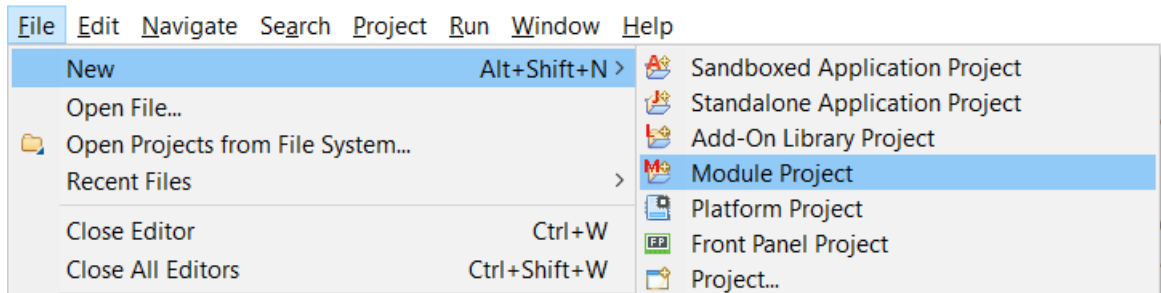 File Edit Navigate Search Project Run Window Help
New Alt+Shift+N >
Open File...
Open Projects from File System...
Recent Files >
Close Editor Ctrl+W
Close All Editors Ctrl+Shift+W
Sandboxed Application Project
Standalone Application Project
Add-On Library Project
Module Project
Platform Project
Front Panel Project
Project...